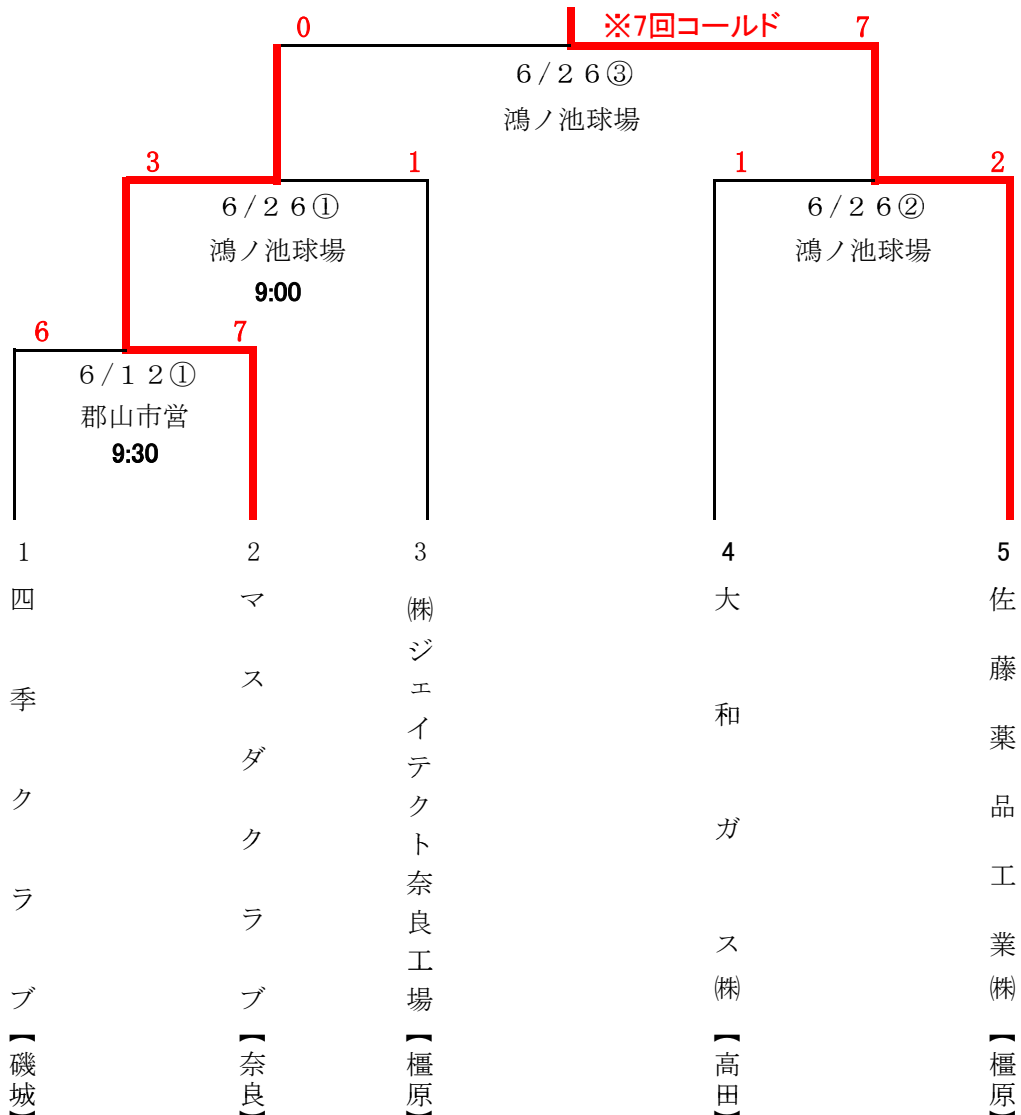 0 ※7回コールド 7
6/26③
鴻ノ池球場
3 1 1 2
6/26① 6/26②
鴻ノ池球場 鴻ノ池球場
9:00
6 7
6/12①
郡山市営
9:30
1 2 3 4 5
四季クラブ【磯城】
マスダクラブ【奈良】
㈱ジェイテクト奈良工場【橿原】
大和ガス㈱【高田】
佐藤薬品工業㈱【橿原】